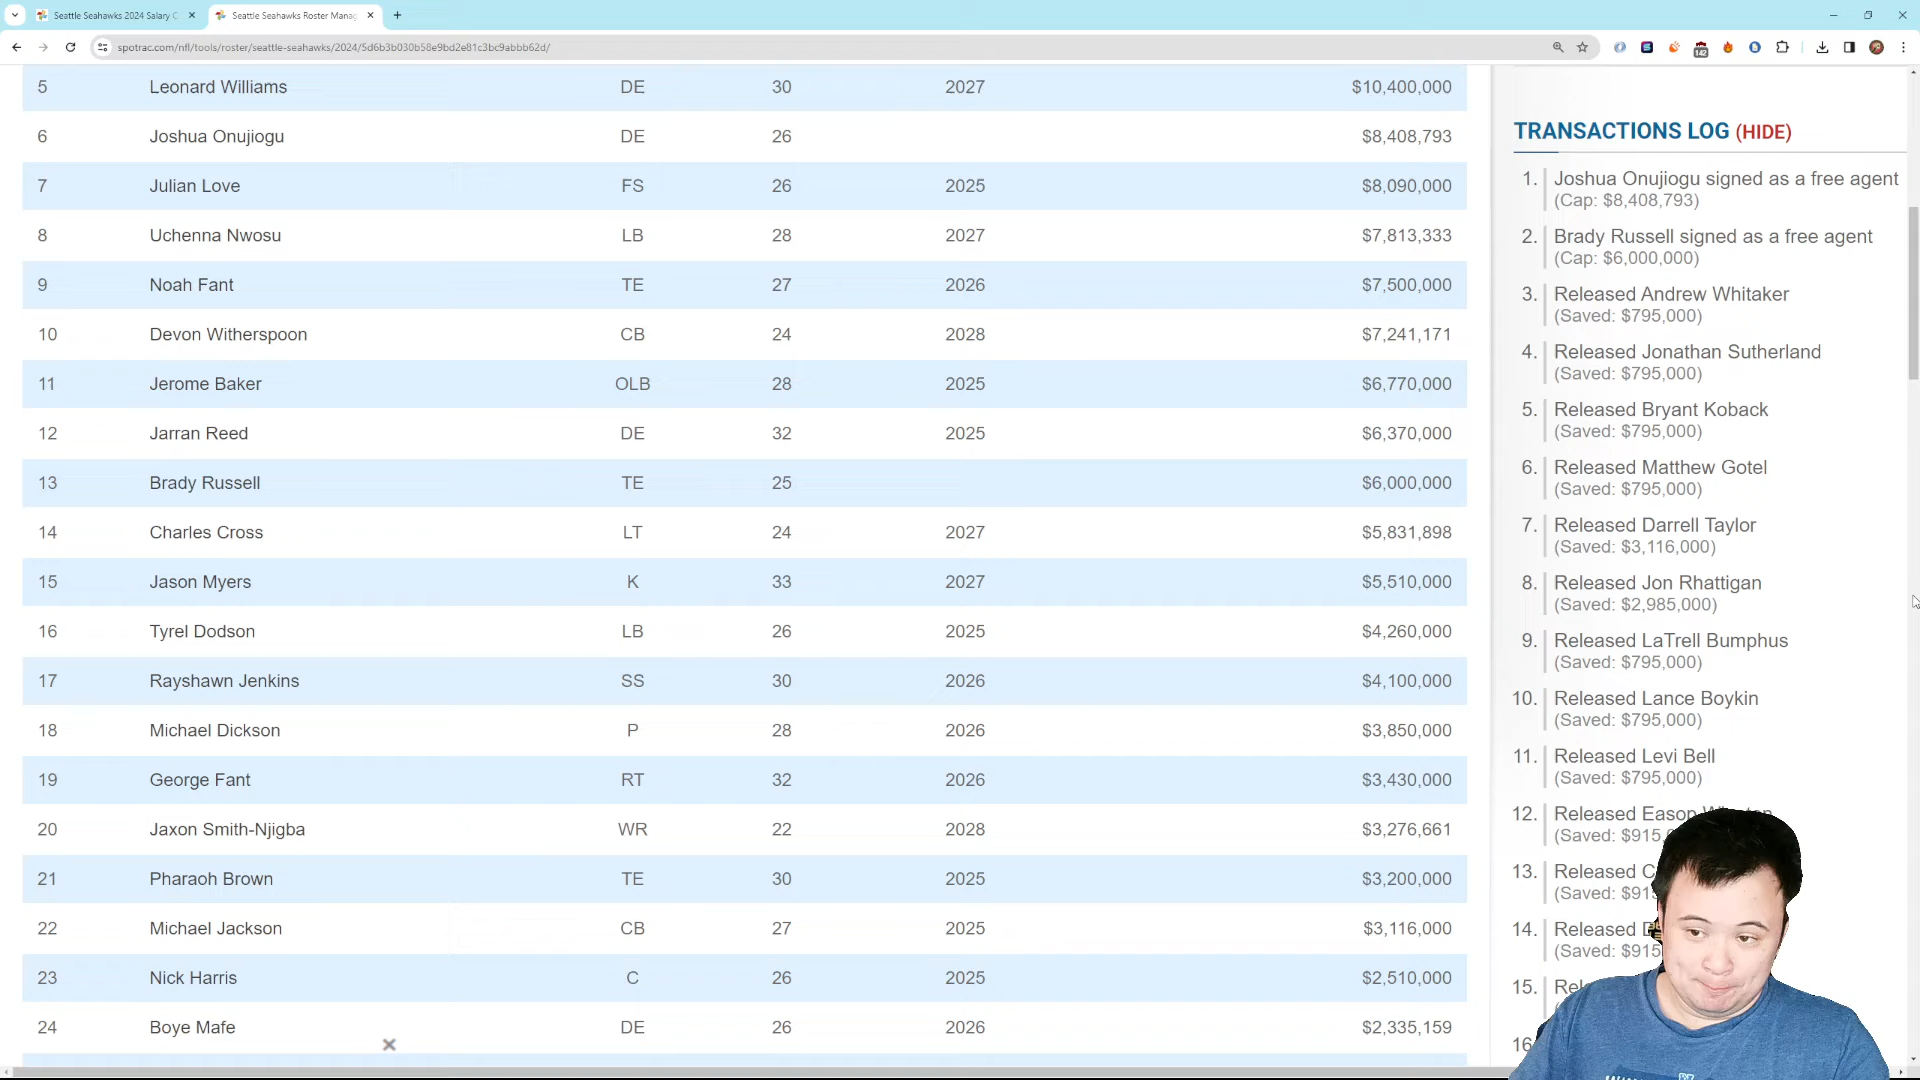 Seattle Seahawks 2024 Salary C
Seattle Seahawks Roster Manag
spotrac.com/nfl/tools/roster/seattle-seahawks/2024/5d6b3b030b58e9bd2e81c3bc9abbb62d/
142
5 Leonard Williams DE 30 2027 $10,400,000
6 Joshua Onujiogu DE 26 $8,408,793
7 Julian Love FS 26 2025 $8,090,000
8 Uchenna Nwosu LB 28 2027 $7,813,333
9 Noah Fant TE 27 2026 $7,500,000
10 Devon Witherspoon CB 24 2028 $7,241,171
11 Jerome Baker OLB 28 2025 $6,770,000
12 Jarran Reed DE 32 2025 $6,370,000
13 Brady Russell TE 25 $6,000,000
14 Charles Cross LT 24 2027 $5,831,898
15 Jason Myers K 33 2027 $5,510,000
16 Tyrel Dodson LB 26 2025 $4,260,000
17 Rayshawn Jenkins SS 30 2026 $4,100,000
18 Michael Dickson P 28 2026 $3,850,000
19 George Fant RT 32 2026 $3,430,000
20 Jaxon Smith-Njigba WR 22 2028 $3,276,661
21 Pharaoh Brown TE 30 2025 $3,200,000
22 Michael Jackson CB 27 2025 $3,116,000
23 Nick Harris C 26 2025 $2,510,000
24 Boye Mafe DE 26 2026 $2,335,159
TRANSACTIONS LOG (HIDE)
1. Joshua Onujiogu signed as a free agent
(Cap: $8,408,793)
2. Brady Russell signed as a free agent
(Cap: $6,000,000)
3. Released Andrew Whitaker
(Saved: $795,000)
4. Released Jonathan Sutherland
(Saved: $795,000)
5. Released Bryant Koback
(Saved: $795,000)
6. Released Matthew Gotel
(Saved: $795,000)
7. Released Darrell Taylor
(Saved: $3,116,000)
8. Released Jon Rhattigan
(Saved: $2,985,000)
9. Released LaTrell Bumphus
(Saved: $795,000)
10. Released Lance Boykin
(Saved: $795,000)
11. Released Levi Bell
(Saved: $795,000)
12. Released Eason
(Saved: $915
13. Released
(Saved:
14. Released
(Saved: $915
15.
16